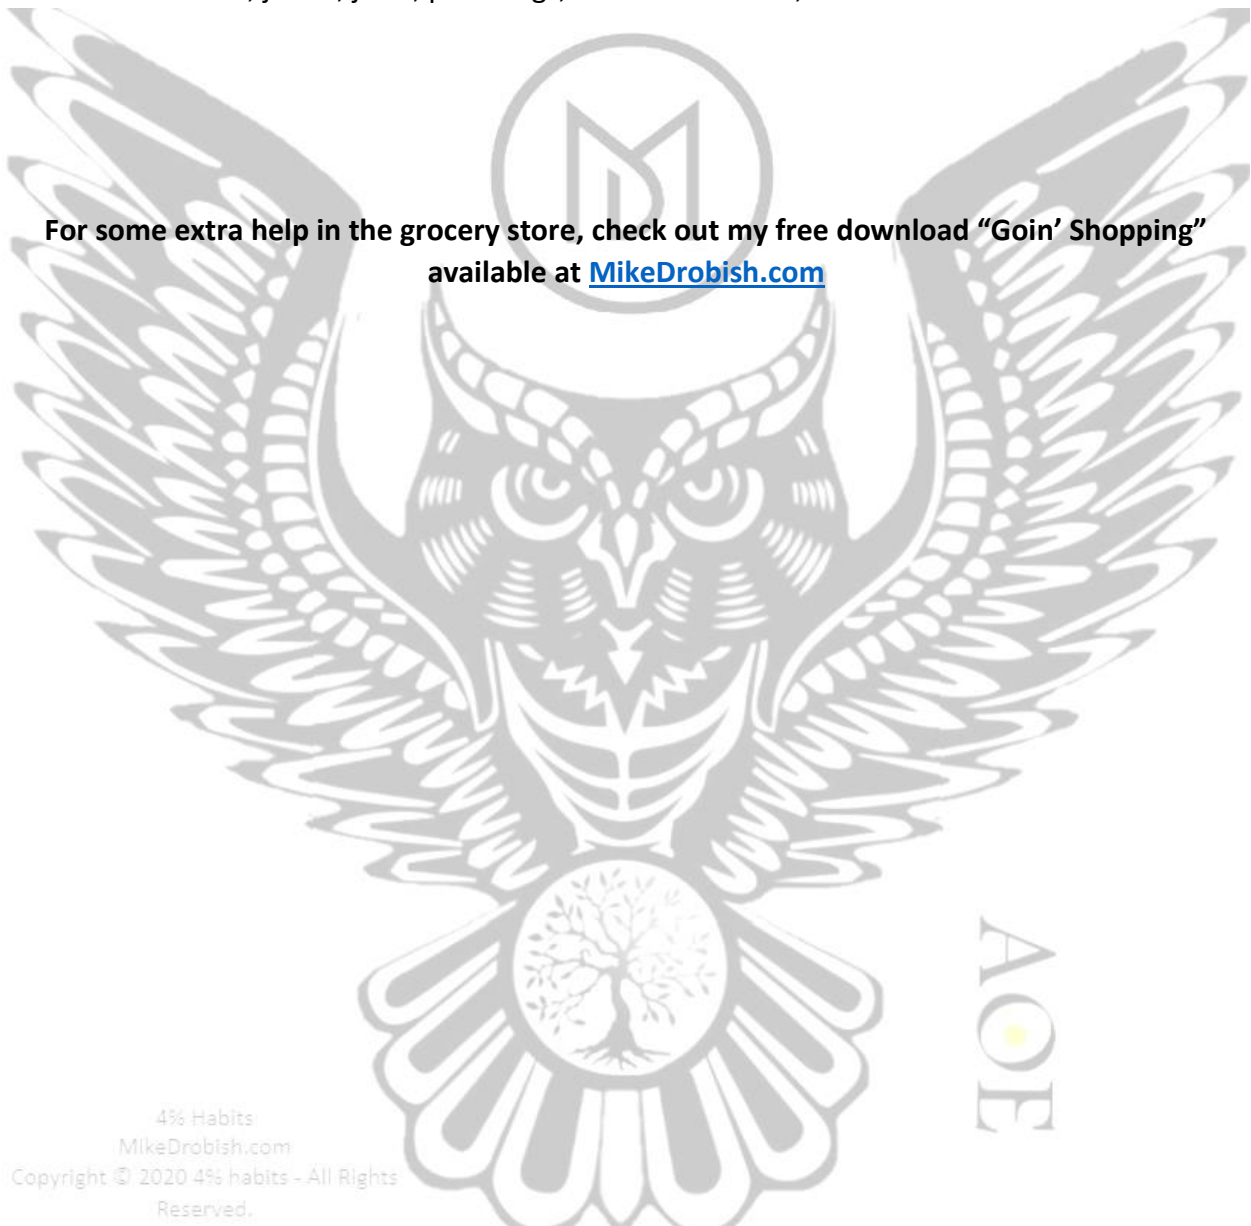 For some extra help in the grocery store, check out my free download “Goin’ Shopping”
available at MikeDrobish.com
AOE
4% Habits
MikeDrobish.com
Copyright © 2020 4% habits - All Rights
Reserved.